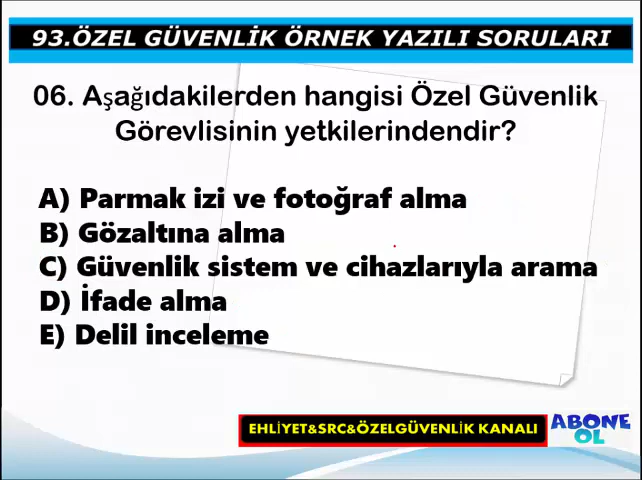 93.ÖZEL GÜVENLİK ÖRNEK YAZILI SORULARI
06. Aşağıdakilerden hangisi Özel Güvenlik
Görevlisinin yetkilerindendir?
A) Parmak izi ve fotoğraf alma
B) Gözaltına alma
C) Güvenlik sistem ve cihazlarıyla arama
D) İfade alma
E) Delil inceleme
EHLİYET&SRC&ÖZELGÜVENLİK KANALI
ABONE
OL